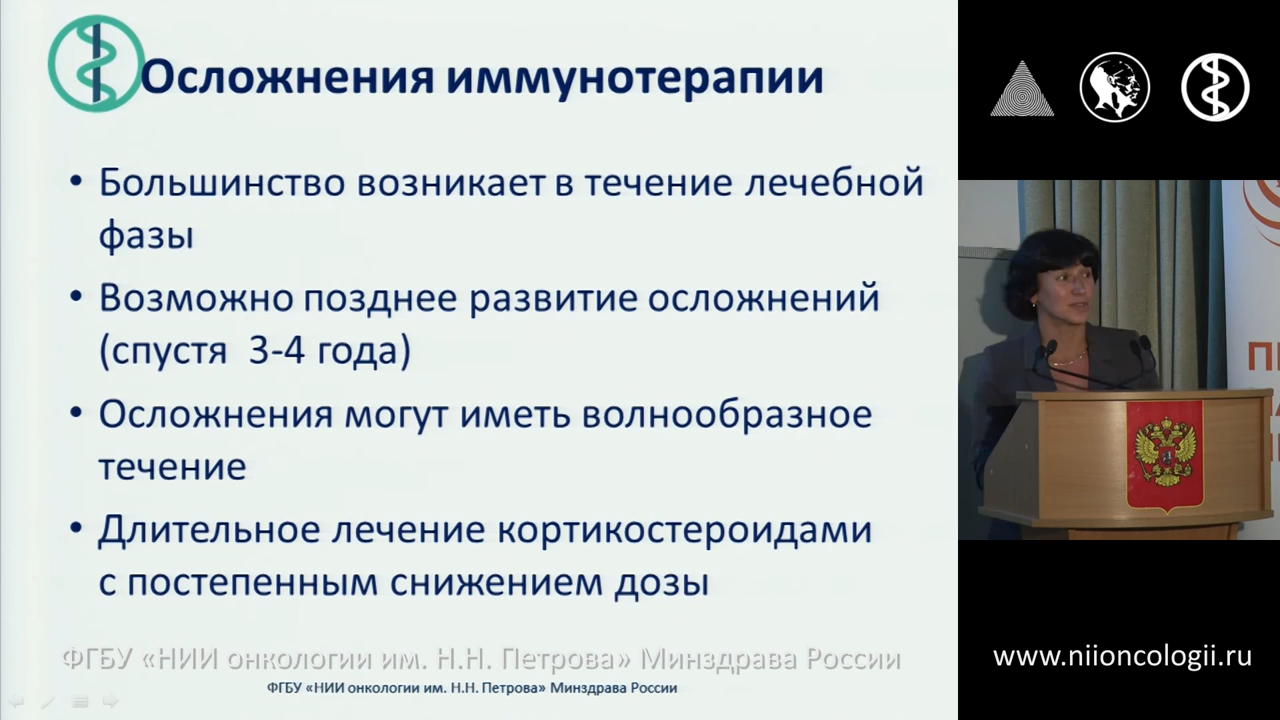 Осложнения иммунотерапии
• Большинство возникает в течение лечебной
фазы
• Возможно позднее развитие осложнений
(спустя 3-4 года)
• Осложнения могут иметь волнообразное
течение
• Длительное лечение кортикостероидами
с постепенным снижением дозы
ФГБУ «НИИ онкологии им. Н.Н. Петрова» Минздрава России
ФГБУ «НИИ онкологии им. Н.Н. Петрова» Минздрава России
www.niioncologii.ru